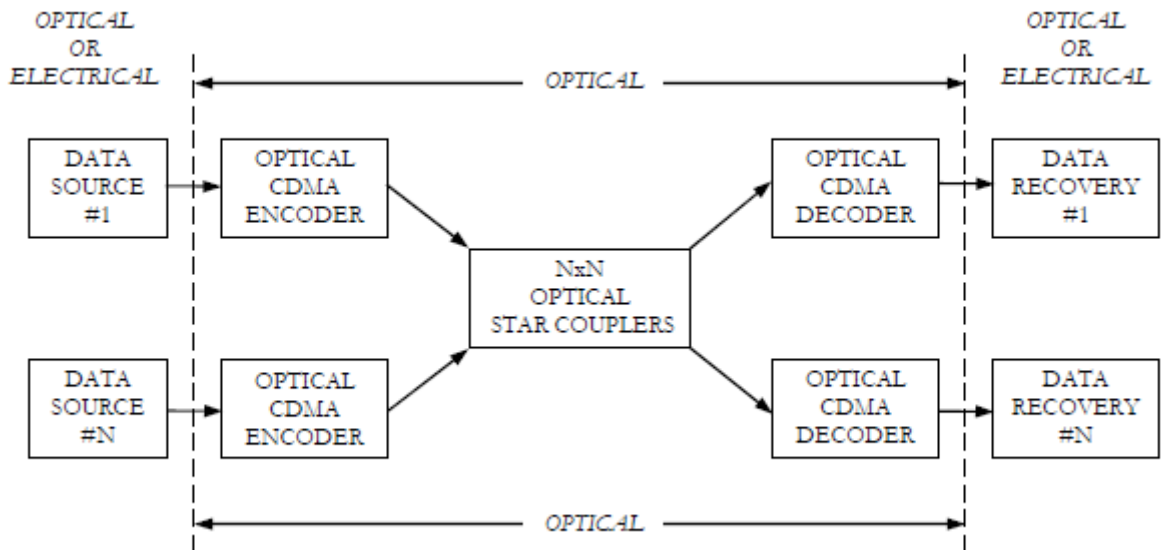 OPTICAL
OR
ELECTRICAL
OPTICAL
OPTICAL
OR
ELECTRICAL
DATA
SOURCE
#1
OPTICAL
CDMA
ENCODER
OPTICAL
CDMA
DECODER
DATA
RECOVERY
#1
NxN
OPTICAL
STAR COUPLERS
DATA
SOURCE
#N
OPTICAL
CDMA
ENCODER
OPTICAL
CDMA
DECODER
DATA
RECOVERY
#N
OPTICAL